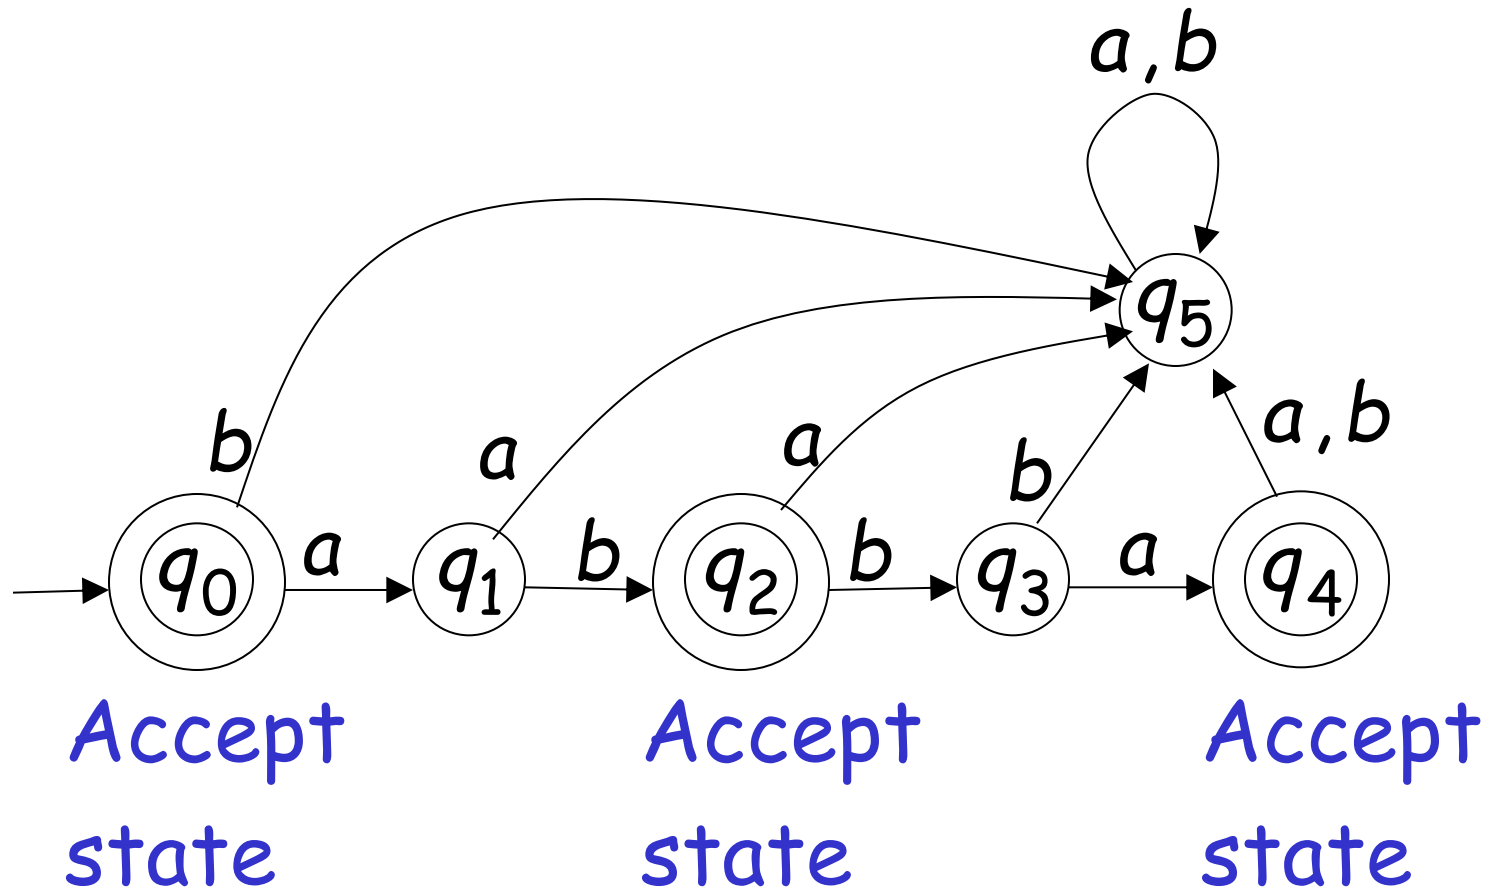 a,b
q5
b
a
a
b
a,b
q0
a
q1
b
q2
b
q3
a
q4
Accept
state
Accept
state
Accept
state